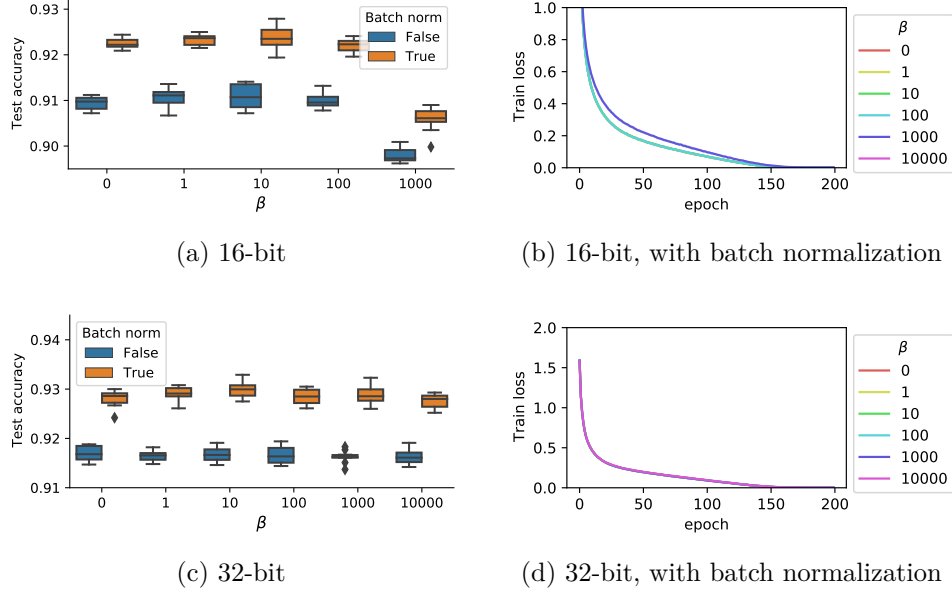 0.93
0.92
0.91
0.90
Test accuracy
Batch norm
False
True
0 1 10 100 1000
β
(a) 16-bit
1.0
0.8
0.6
0.4
0.2
0.0
Train loss
0 50 100 150 200
epoch
β
0
1
10
100
1000
10000
(b) 16-bit, with batch normalization
0.94
0.93
0.92
0.91
Test accuracy
Batch norm
False
True
0 1 10 100 1000 10000
β
(c) 32-bit
2.0
1.5
1.0
0.5
0.0
Train loss
0 50 100 150 200
epoch
β
0
1
10
100
1000
10000
(d) 32-bit, with batch normalization